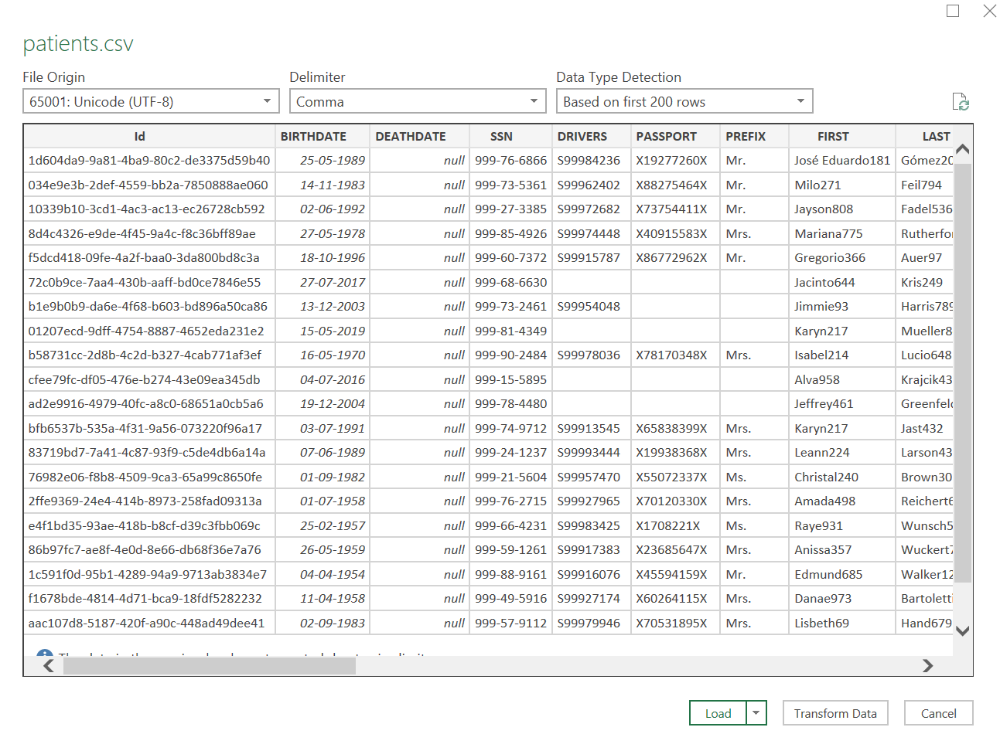 patients.csv
File Origin Delimiter Data Type Detection
65001: Unicode (UTF-8) Comma Based on first 200 rows
Id BIRTHDATE DEATHDATE SSN DRIVERS PASSPORT PREFIX FIRST LAST
1d604da9-9a81-4ba9-80c2-de3375d59b40 25-05-1989 null 999-76-6866 S99984236 X19277260X Mr. José Eduardo181 Gómez20
034e9e3b-2def-4559-bb2a-7850888ae060 14-11-1983 null 999-73-5361 S99962402 X88275464X Mr. Milo271 Feil794
10339b10-3cd1-4ac3-ac13-ec26728cb592 02-06-1992 null 999-27-3385 S99972682 X73754411X Mr. Jayson808 Fadel536
8d4c4326-e9de-4f45-9a4c-f8c36bff89ae 27-05-1978 null 999-85-4926 S99974448 X40915583X Mrs. Mariana775 Rutherfo
f5dcd418-09fe-4a2f-baa0-3da800bd8c3a 18-10-1996 null 999-60-7372 S99915787 X86772962X Mr. Gregorio366 Auer97
72c0b9ce-7aa4-430b-aaff-bd0ce7846e55 27-07-2017 null 999-68-6630 Jacinto644 Kris249
b1e9b0b9-da6e-4f68-b603-bd896a50ca86 13-12-2003 null 999-73-2461 S99954048 Jimmie93 Harris789
01207ecd-9dff-4754-8887-4652eda231e2 15-05-2019 null 999-81-4349 Karyn217 Mueller8
b58731cc-2d8b-4c2d-b327-4cab771af3ef 16-05-1970 null 999-90-2484 S99978036 X78170348X Mrs. Isabel214 Lucio648
cfee79fc-df05-476e-b274-43e09ea345db 04-07-2016 null 999-15-5895 Alva958 Krajcik43
ad2e9916-4979-40fc-a8c0-68651a0cb5a6 19-12-2004 null 999-78-4480 Jeffrey461 Greenfel
bfb6537b-535a-4f31-9a56-073220f96a17 03-07-1991 null 999-74-9712 S99913545 X65838399X Mrs. Karyn217 Jast432
83719bd7-7a41-4c87-93f9-c5de4db6a14a 07-06-1989 null 999-24-1237 S99993444 X19938368X Mrs. Leann224 Larson43
76982e06-f8b8-4509-9ca3-65a99c8650fe 01-09-1982 null 999-21-5604 S99957470 X55072337X Ms. Christal240 Brown30
2ffe9369-24e4-414b-8973-258fad09313a 01-07-1958 null 999-76-2715 S99927965 X70120330X Mrs. Amada498 Reichert6
e4f1bd35-93ae-418b-b8cf-d39c3fbb069c 25-02-1957 null 999-66-4231 S99983425 X1708221X Ms. Raye931 Wunsch5
86b97fc7-ae8f-4e0d-8e66-db68f36e7a76 26-05-1959 null 999-59-1261 S99917383 X23685647X Mrs. Anissa357 Wuckert7
1c591f0d-95b1-4289-94a9-9713ab3834e7 04-04-1954 null 999-88-9161 S99916076 X45594159X Mr. Edmund685 Walker12
f1678bde-4814-4d71-bca9-18fdf5282232 11-04-1958 null 999-49-5916 S99927174 X60264115X Mrs. Danae973 Bartolett
aac107d8-5187-420f-a90c-448ad49dee41 02-09-1983 null 999-57-9112 S99979946 X70531895X Mrs. Lisbeth69 Hand679
Load Transform Data Cancel